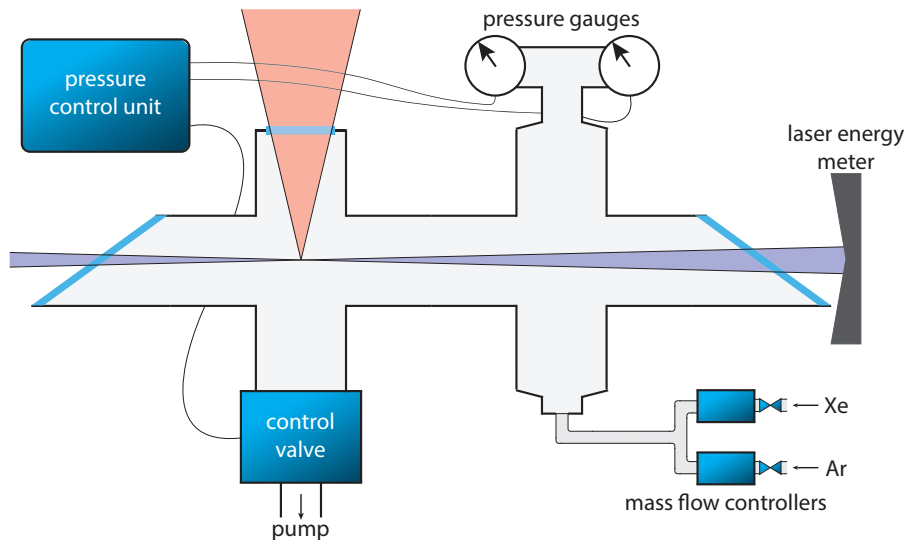 pressure gauges
pressure
control unit
laser energy
meter
control
valve
Xe
Ar
mass flow controllers
pump